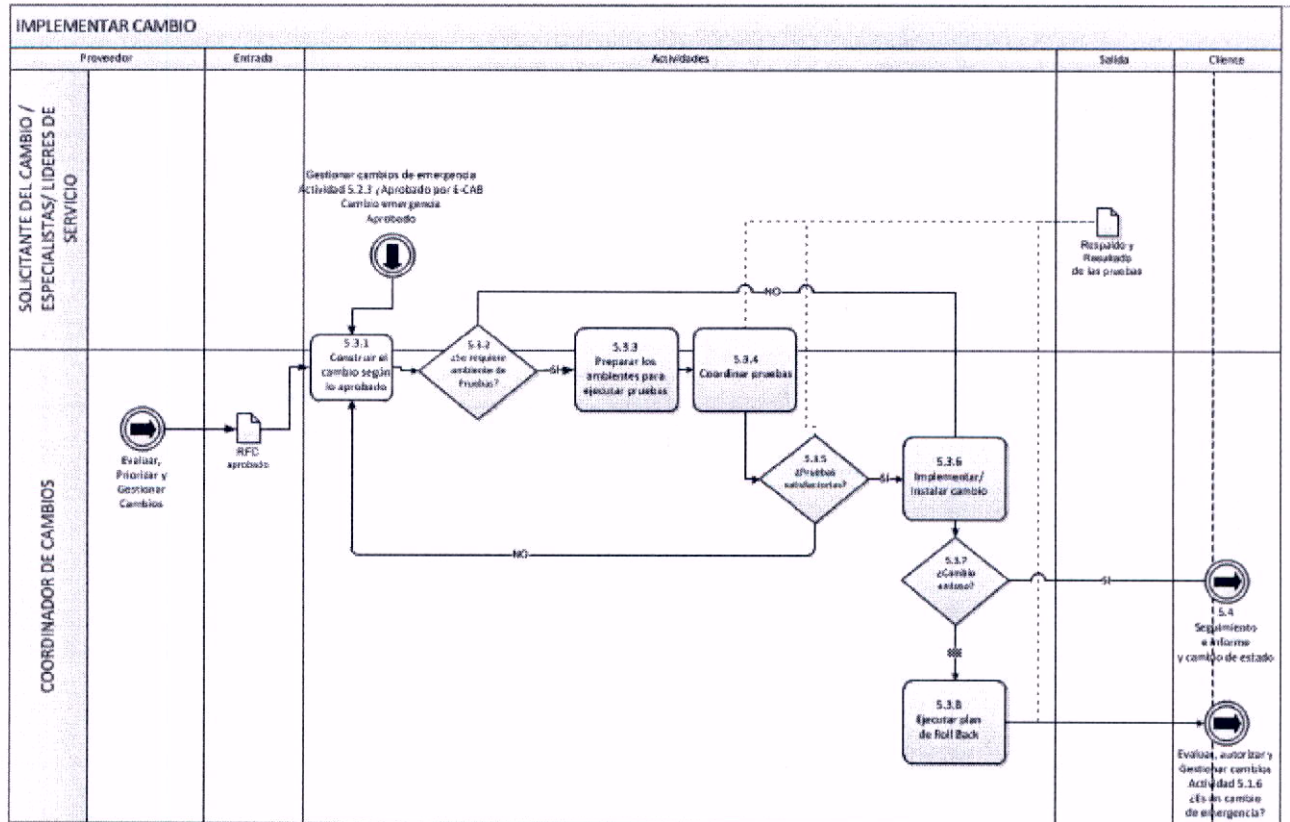 IMPLEMENTAR CAMBIO
Proveedor
Entrada
Actividades
Salida
Cliente
SOLICITANTE DEL CAMBIO /
ESPECIALISTAS/ LIDERES DE
SERVICIO
Gestionar cambios de emergencia
Actividad 5.2.3 ¿Aprobado por E-CAB
Cambio emergencia
Aprobado
Respaldo y
Resultado
de las pruebas
NO
5.3.1
Construir el
cambio según
lo aprobado
5.3.2
¿Se requiere
ambiente de
Pruebas?
SI
5.3.3
Preparar los
ambientes para
ejecutar pruebas
5.3.4
Coordinar pruebas
COORDINADOR DE CAMBIOS
Evaluar,
Priorizar y
Gestionar
Cambios
RFC
aprobado
5.3.5
¿Pruebas
satisfactorias?
SI
5.3.6
Implementar/
Instalar cambio
NO
5.3.7
¿Cambio
exitoso?
SI
5.4
Seguimiento
e informe
y cambio de estado
5.3.8
Ejecutar plan
de Roll Back
Evaluar, autorizar y
Gestionar cambios
Actividad 5.1.6
¿Es un cambio
de emergencia?